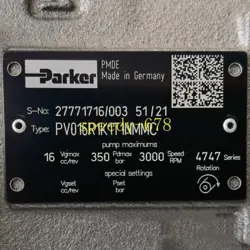 Parker
PMDE
Made in Germany
S-No: 27771716/003 51/21
Type: PV016R1K1T1NMMC
pump maximums
16 Vgmax cc/rev 350 Pdmax bar 3000 Speed RPM 4747 Series
special settings
Vgset cc/rev Pset bar Rotation